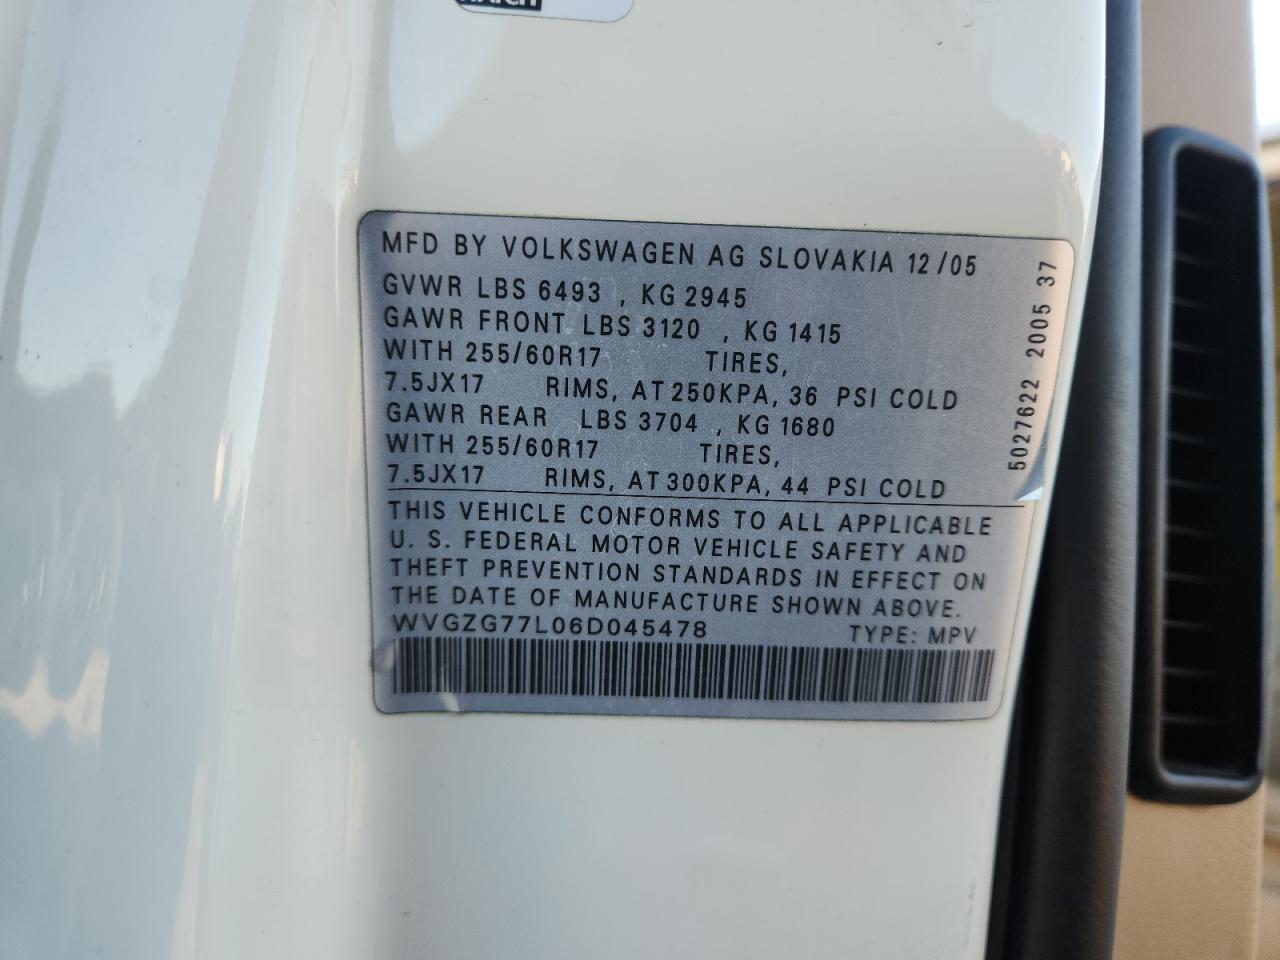 MFD BY VOLKSWAGEN AG SLOVAKIA 12/05
GVWR LBS 6493 , KG 2945
GAWR FRONT LBS 3120 , KG 1415
WITH 255/60R17 TIRES,
7.5JX17 RIMS, AT 250KPA, 36 PSI COLD
GAWR REAR LBS 3704 , KG 1680
WITH 255/60R17 TIRES,
7.5JX17 RIMS, AT 300KPA, 44 PSI COLD
THIS VEHICLE CONFORMS TO ALL APPLICABLE
U. S. FEDERAL MOTOR VEHICLE SAFETY AND
THEFT PREVENTION STANDARDS IN EFFECT ON
THE DATE OF MANUFACTURE SHOWN ABOVE.
WVGZG77L06D045478 TYPE: MPV
5027622 2005 37